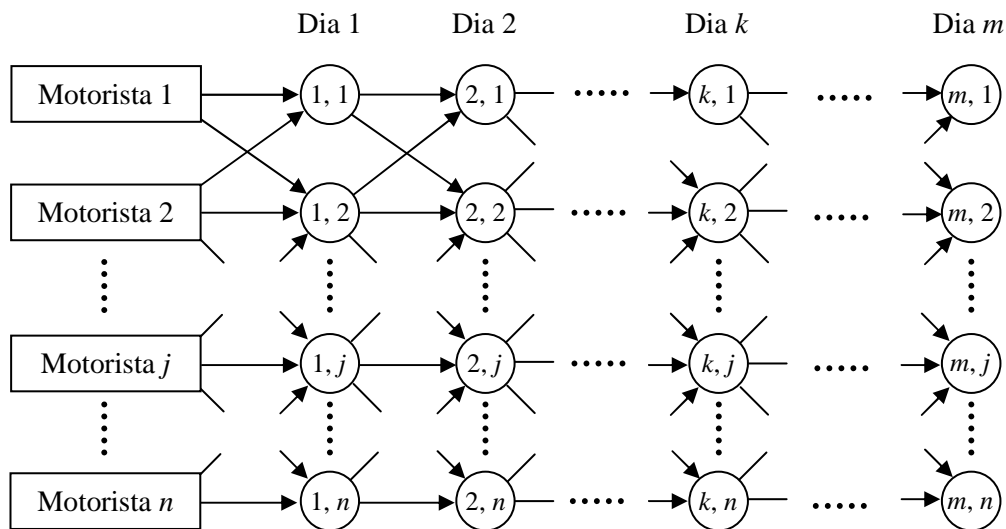 Dia 1 Dia 2 Dia k Dia m
Motorista 1 1, 1 2, 1 ..... k, 1 ..... m, 1
Motorista 2 1, 2 2, 2 ..... k, 2 ..... m, 2
Motorista j 1, j 2, j ..... k, j ..... m, j
Motorista n 1, n 2, n ..... k, n ..... m, n